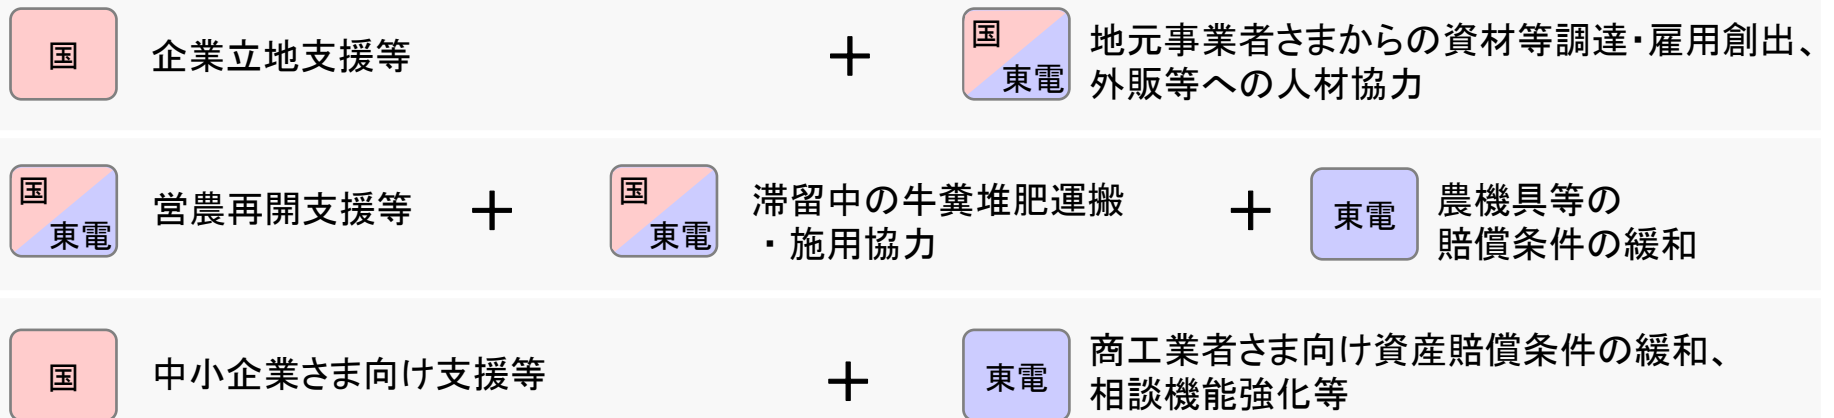 国
企業立地支援等
＋
国
東電
地元事業者さまからの資材等調達・雇用創出、
外販等への人材協力
国
東電
営農再開支援等
＋
国
東電
滞留中の牛糞堆肥運搬
・施用協力
＋
東電
農機具等の
賠償条件の緩和
国
中小企業さま向け支援等
＋
東電
商工業者さま向け資産賠償条件の緩和、
相談機能強化等